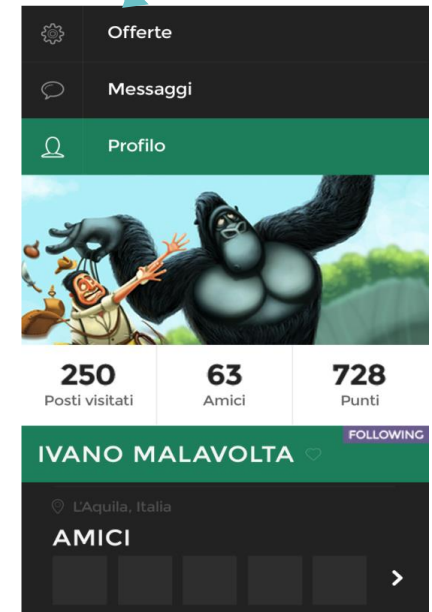 Offerte
Messaggi
Profilo
250 63 728
Posti visitati Amici Punti
FOLLOWING
IVANO MALAVOLTA
L'Aquila, Italia
AMICI